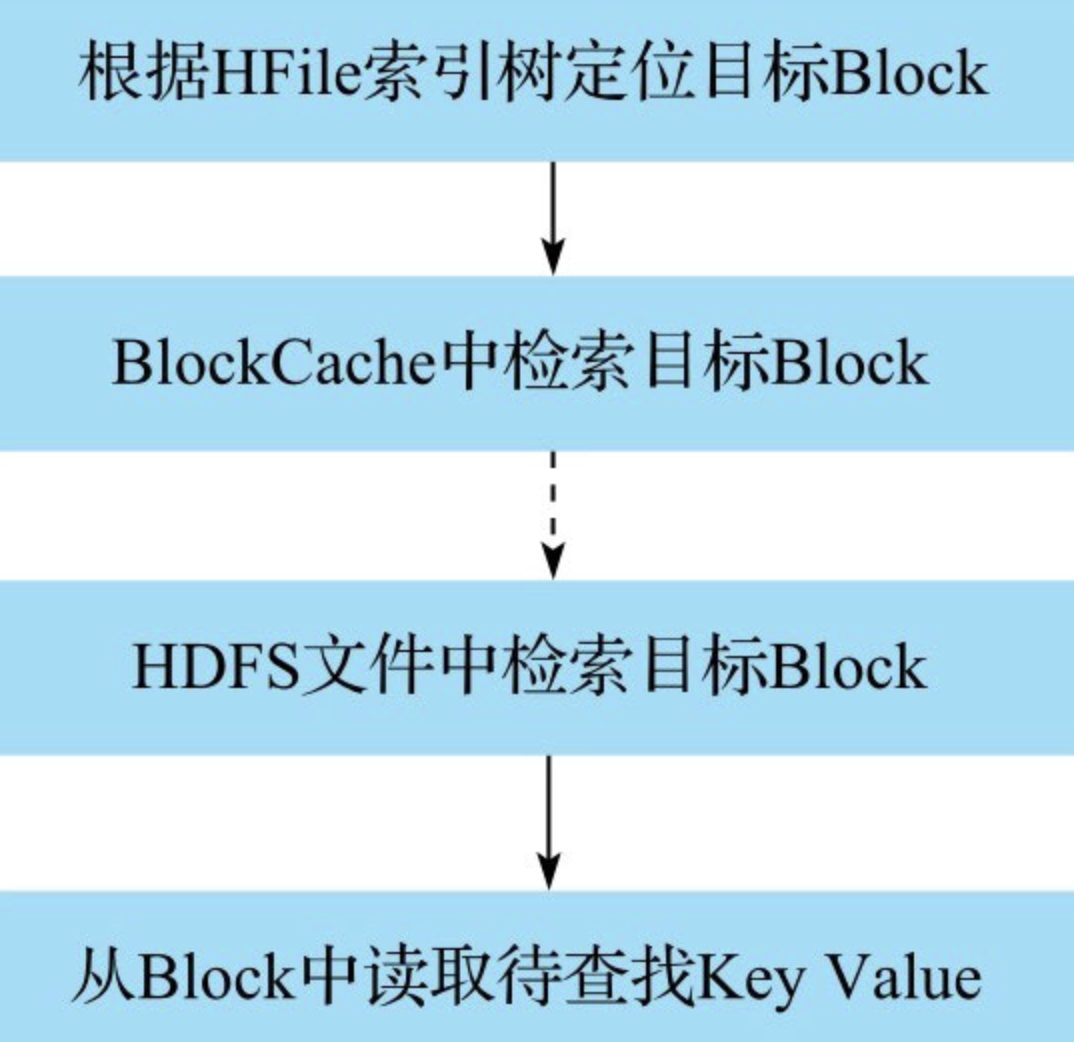 根据HFile索引树定位目标Block
BlockCache中检索目标Block
HDFS文件中检索目标Block
从Block中读取待查找Key Value